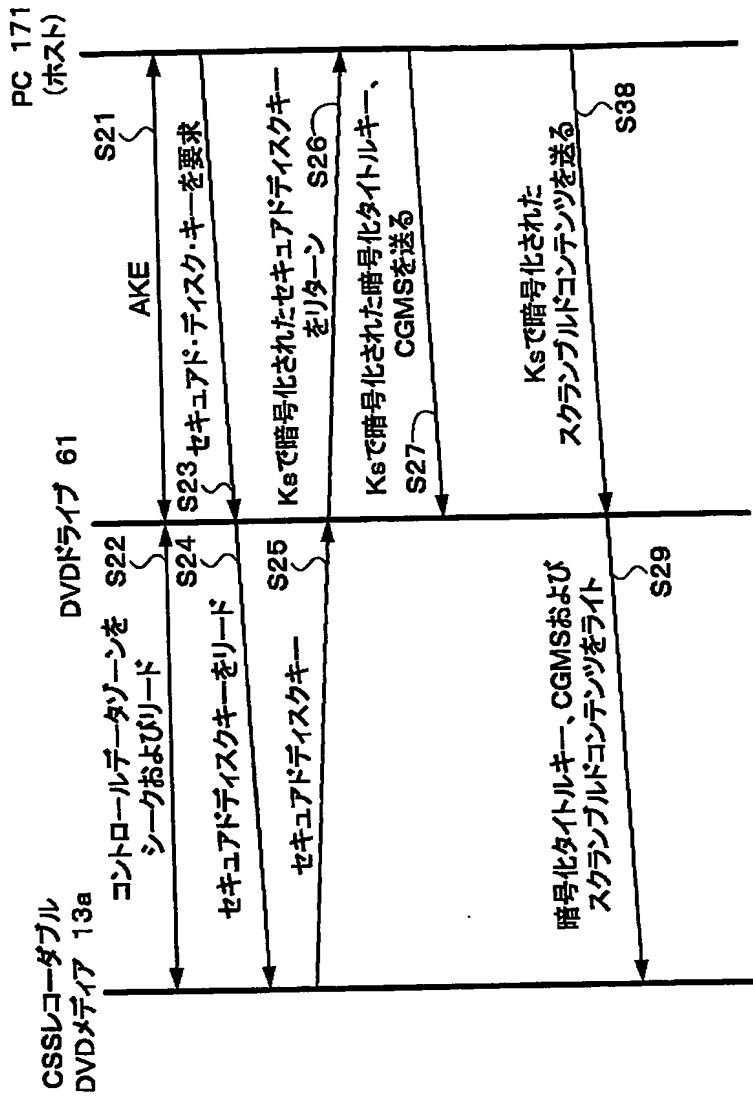 CSSレコーダブル
DVDメディア 13a
DVDドライブ 61
PC 171
(ホスト)
AKE
S21
コントロールデータゾーンを
シークおよびリード
S22
S23
セキュアド・ディスク・キーを要求
セキュアドディスクキーをリード
S24
セキュアドディスクキー
S25
Ksで暗号化されたセキュアドディスクキー
をリターン
S26
Ksで暗号化された暗号化タイトルキー、
CGMSを送る
S27
Ksで暗号化された
スクランブルドコンテンツを送る
S38
暗号化タイトルキー、CGMSおよび
スクランブルドコンテンツをライト
S29